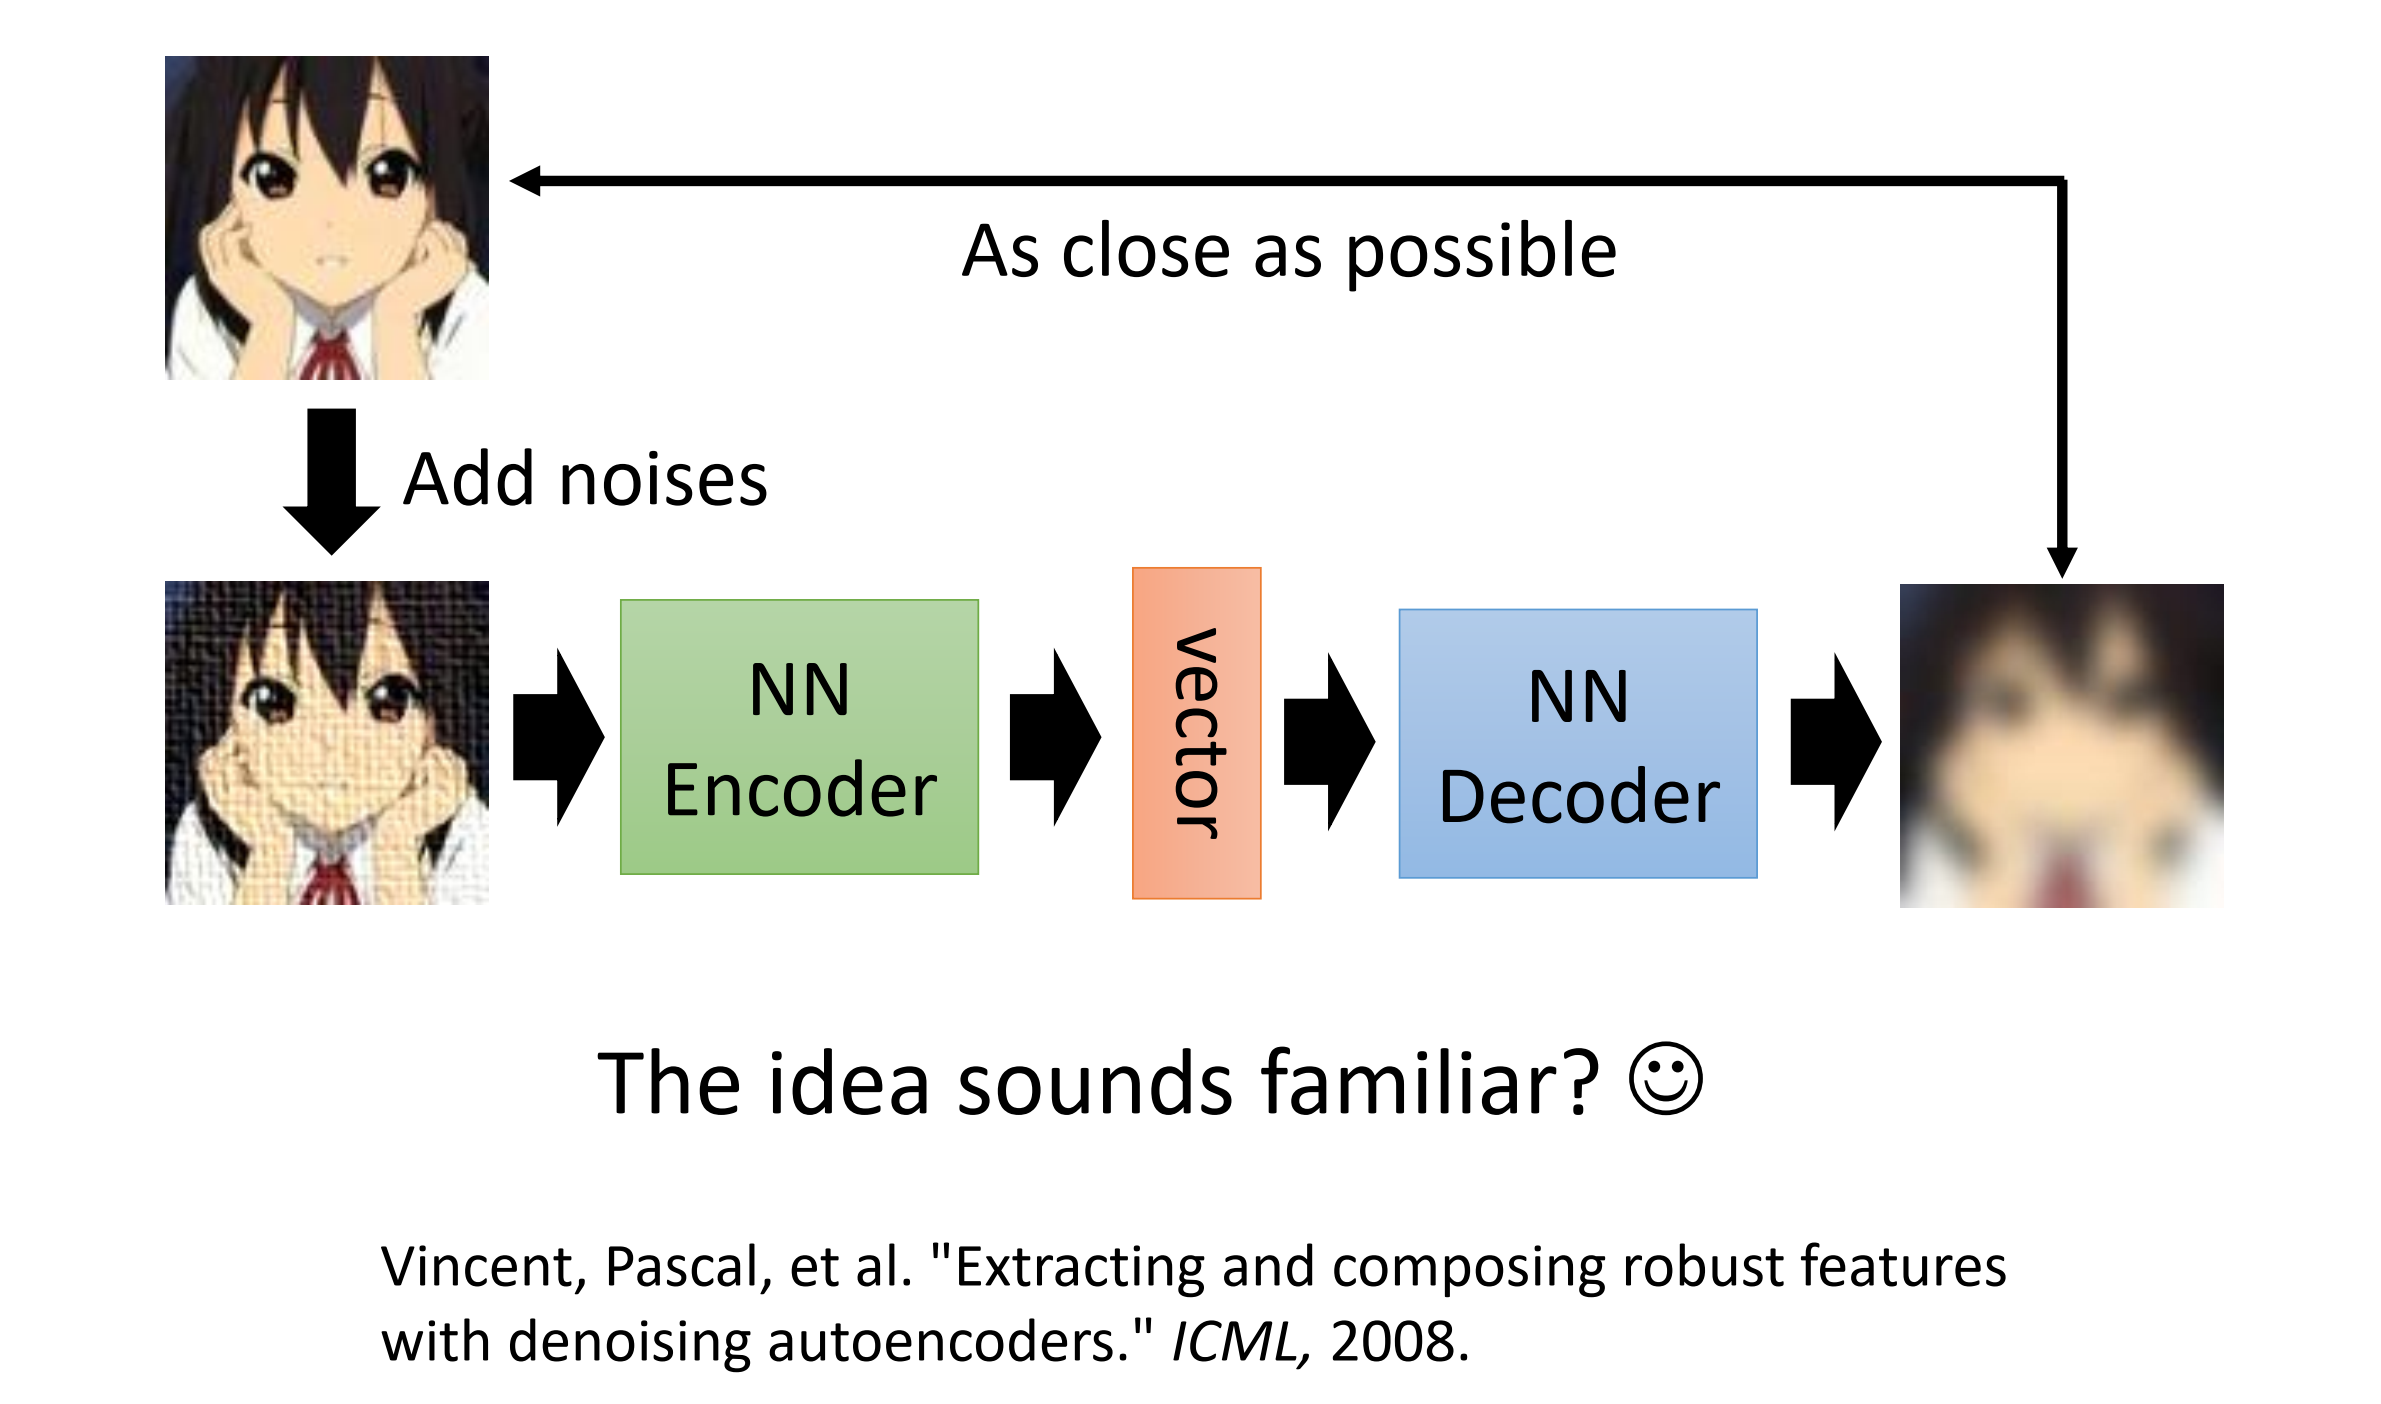 As close as possible
Add noises
NN
Encoder
vector
NN
Decoder
The idea sounds familiar? ☺
Vincent, Pascal, et al. "Extracting and composing robust features
with denoising autoencoders." ICML, 2008.